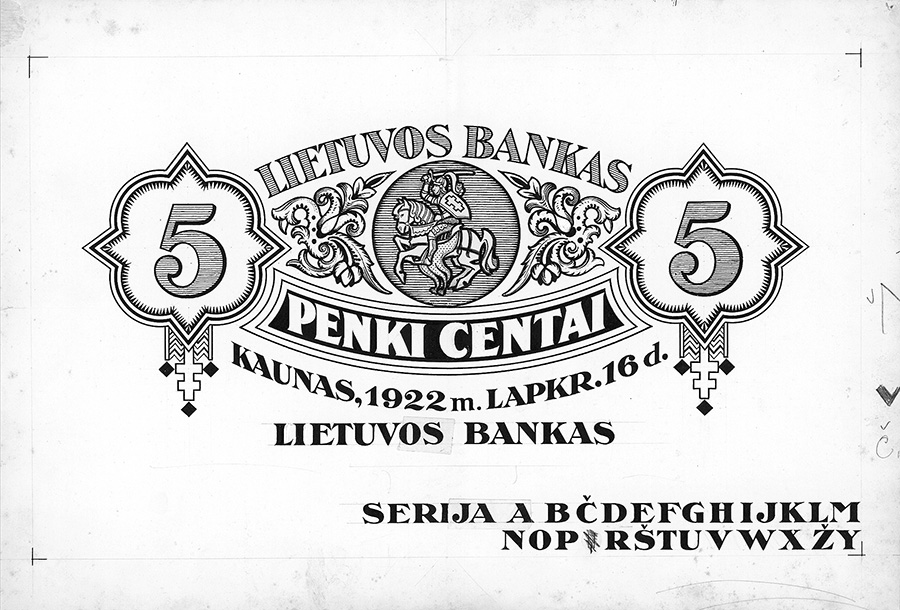 LIETUVOS BANKAS
5 5
PENKI CENTAI
KAUNAS, 1922 m. LAPKR. 16 d.
LIETUVOS BANKAS
SERIJA A B Č D E F G H I J K L M
N O P R Š T U V W X Ž Y